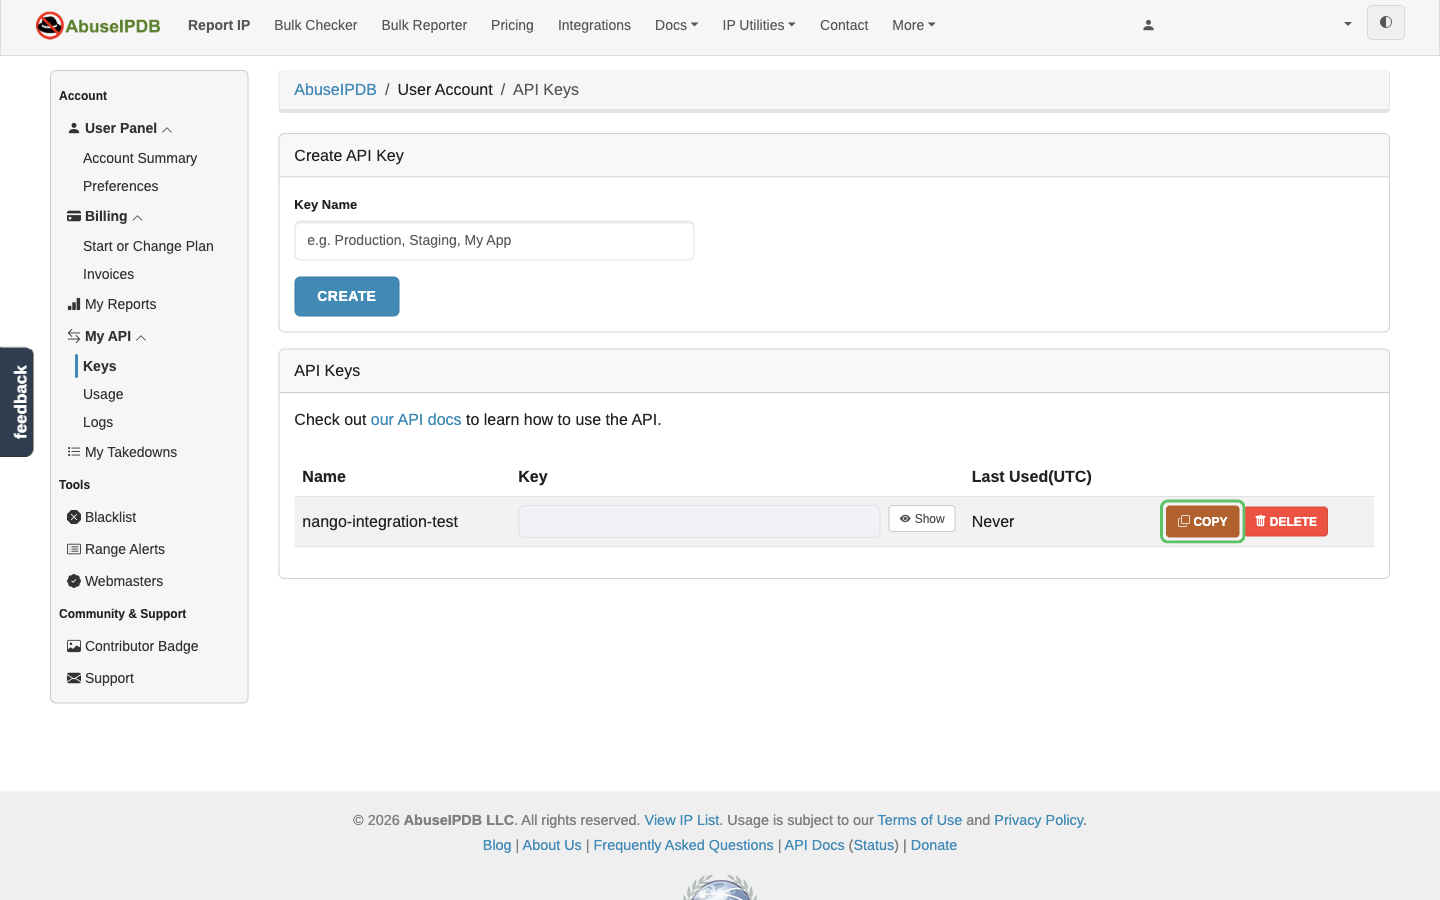 AbuseIPDB Report IP Bulk Checker Bulk Reporter Pricing Integrations Docs IP Utilities Contact More
Account
User Panel
Account Summary
Preferences
Billing
Start or Change Plan
Invoices
My Reports
My API
Keys
Usage
Logs
My Takedowns
Tools
Blacklist
Range Alerts
Webmasters
Community & Support
Contributor Badge
Support
feedback
AbuseIPDB / User Account / API Keys
Create API Key
Key Name
e.g. Production, Staging, My App
CREATE
API Keys
Check out our API docs to learn how to use the API.
Name Key Last Used(UTC)
nango-integration-test Show Never COPY DELETE
© 2026 AbuseIPDB LLC. All rights reserved. View IP List. Usage is subject to our Terms of Use and Privacy Policy.
Blog | About Us | Frequently Asked Questions | API Docs (Status) | Donate